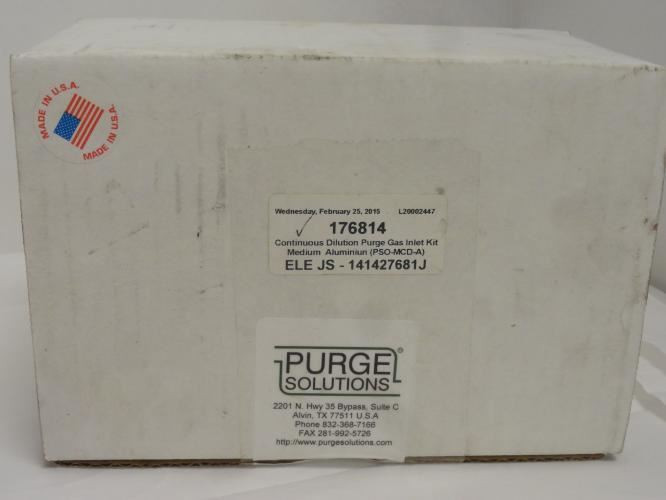 MADE IN U.S.A.
MADE IN U.S.A.
Wednesday, February 25, 2015 L20002447
176814
Continuous Dilution Purge Gas Inlet Kit
Medium Aluminiun (PSO-MCD-A)
ELE JS - 141427681J
PURGE ®
SOLUTIONS
2201 N. Hwy 35 Bypass, Suite C
Alvin, TX 77511 U.S.A
Phone 832-368-7166
FAX 281-992-5726
http://www.purgesolutions.com